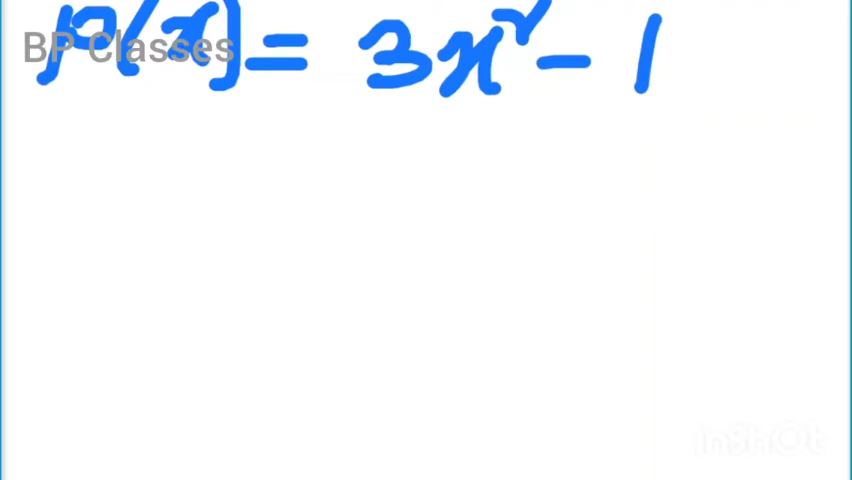 p(x) = 3x² - 1
BP Classes
InShOt